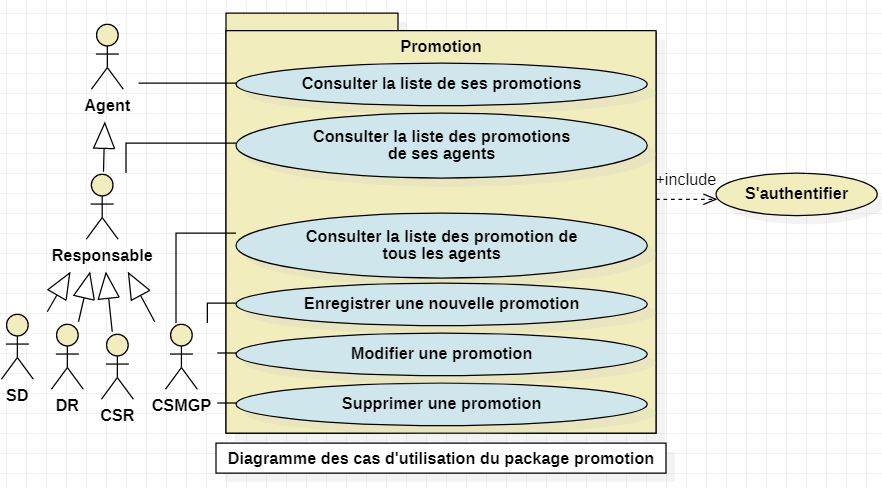 Promotion
Consulter la liste de ses promotions
Agent
Consulter la liste des promotions
de ses agents
+include
S'authentifier
Responsable
Consulter la liste des promotion de
tous les agents
Enregistrer une nouvelle promotion
Modifier une promotion
SD
DR
CSR
CSMGP
Supprimer une promotion
Diagramme des cas d'utilisation du package promotion